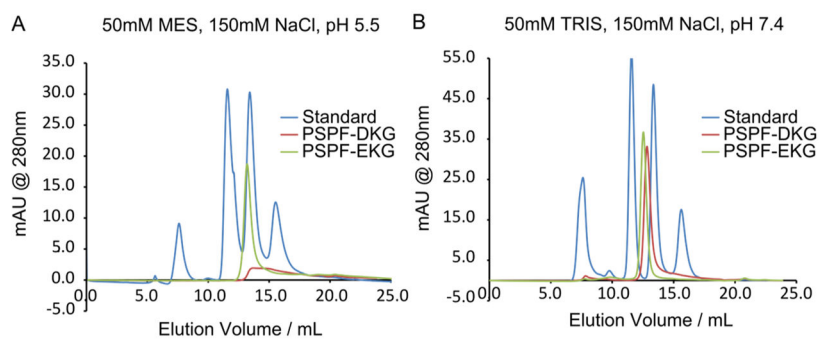 A
50mM MES, 150mM NaCl, pH 5.5
35.0
30.0
25.0
20.0
15.0
10.0
5.0
0.0
-5.0
mAU @ 280nm
Standard
PSPF-DKG
PSPF-EKG
0.0 5.0 10.0 15.0 20.0 25.0
Elution Volume / mL
B
50mM TRIS, 150mM NaCl, pH 7.4
55.0
45.0
35.0
25.0
15.0
5.0
-5.0
mAU @ 280nm
Standard
PSPF-DKG
PSPF-EKG
0.0 5.0 10.0 15.0 20.0 25.0
Elution Volume / mL